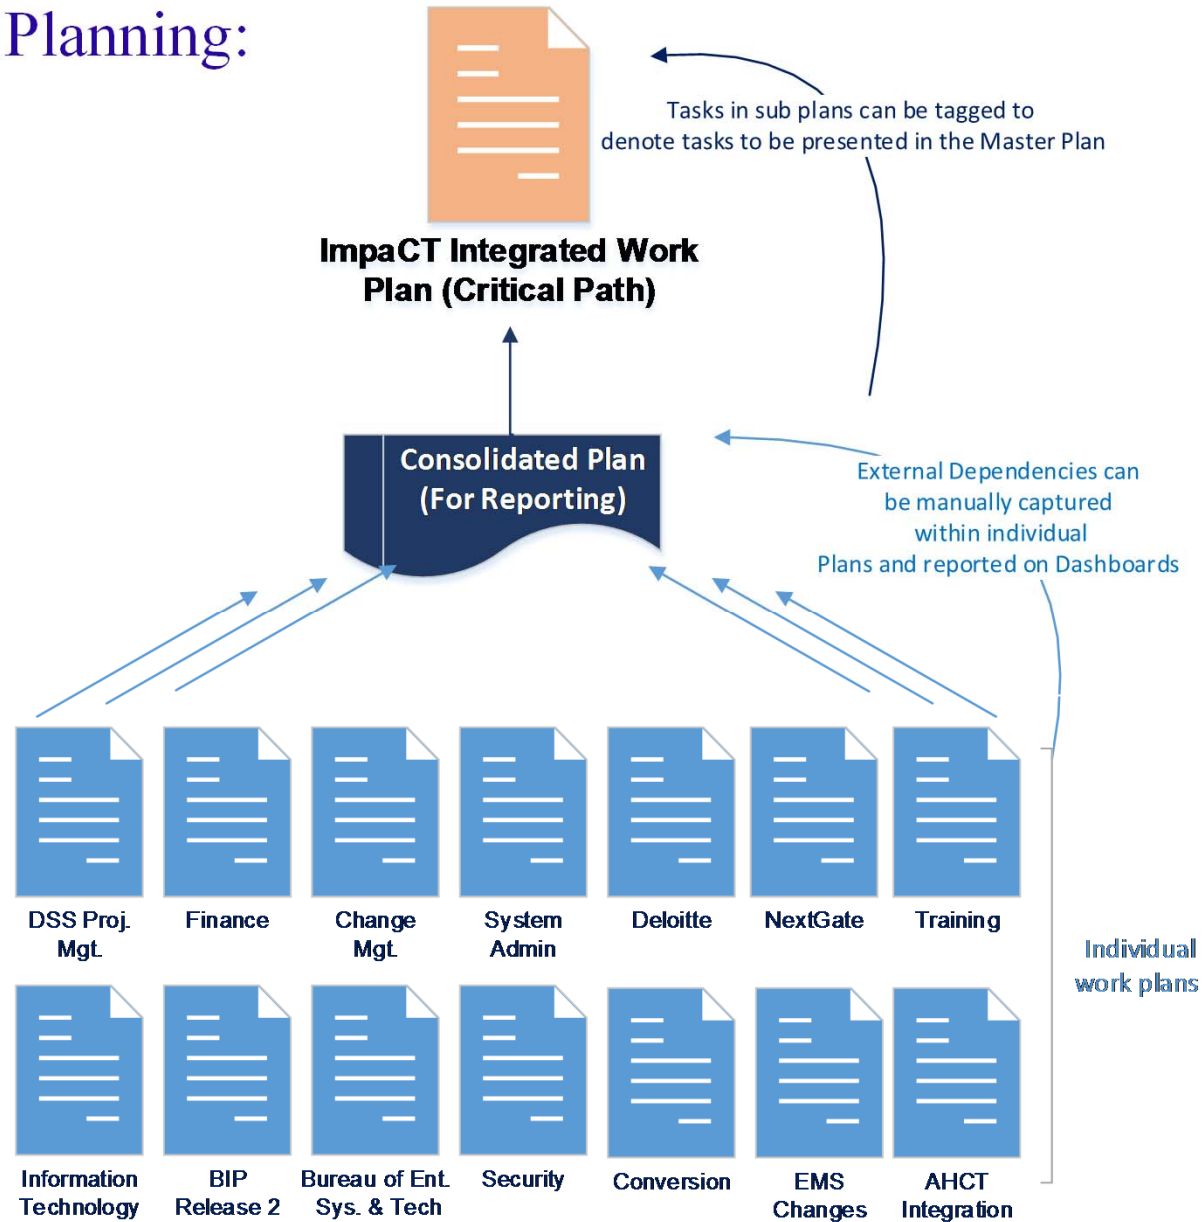 Planning:
Tasks in sub plans can be tagged to
denote tasks to be presented in the Master Plan
ImpaCT Integrated Work
Plan (Critical Path)
Consolidated Plan
(For Reporting)
External Dependencies can
be manually captured
within individual
Plans and reported on Dashboards
DSS Proj.
Mgt.
Finance
Change
Mgt.
System
Admin
Deloitte
NextGate
Training
Individual
work plans
Information
Technology
BIP
Release 2
Bureau of Ent.
Sys. & Tech
Security
Conversion
EMS
Changes
AHCT
Integration